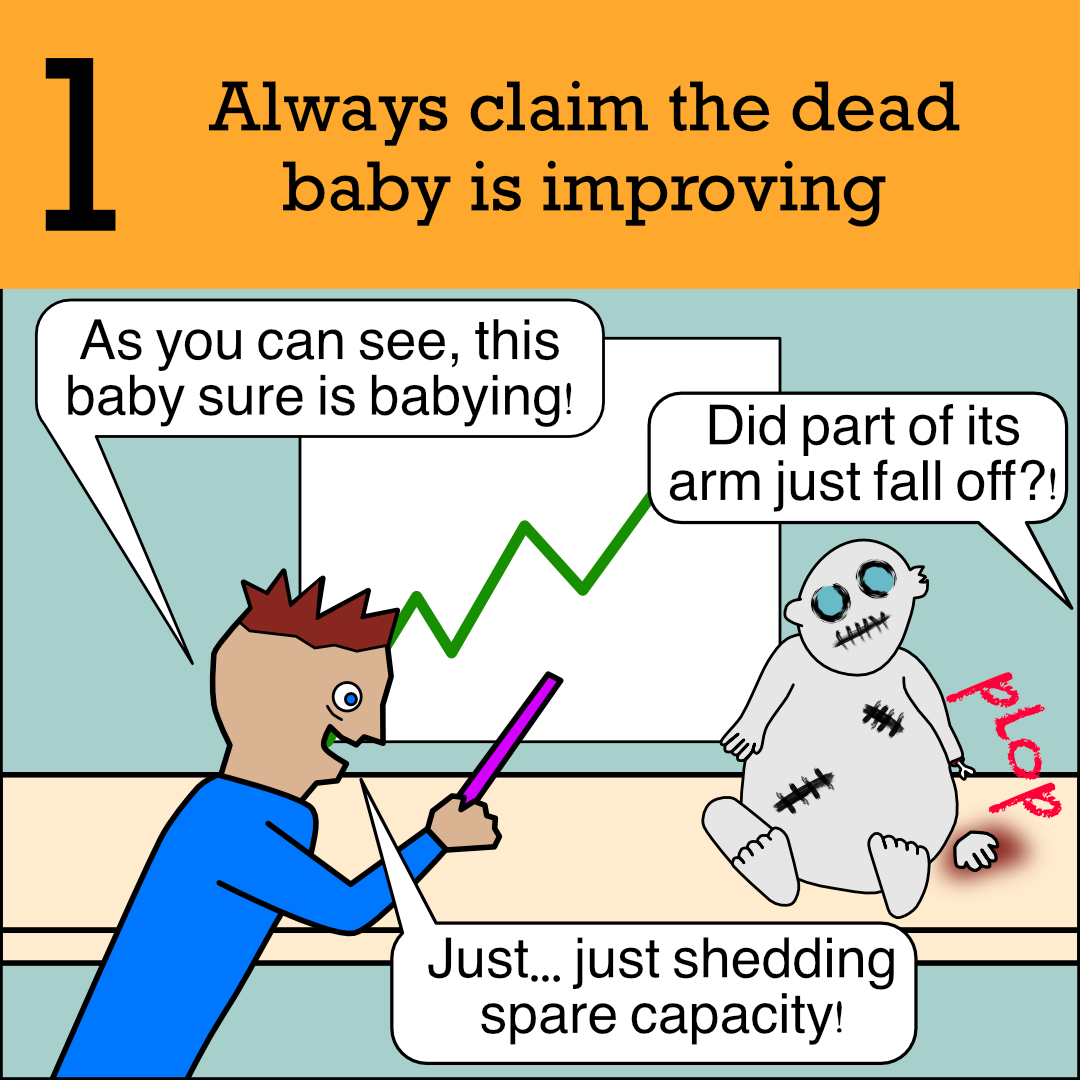 1
Always claim the dead
baby is improving
As you can see, this
baby sure is babying!
Did part of its
arm just fall off?!
PLOP
Just... just shedding
spare capacity!